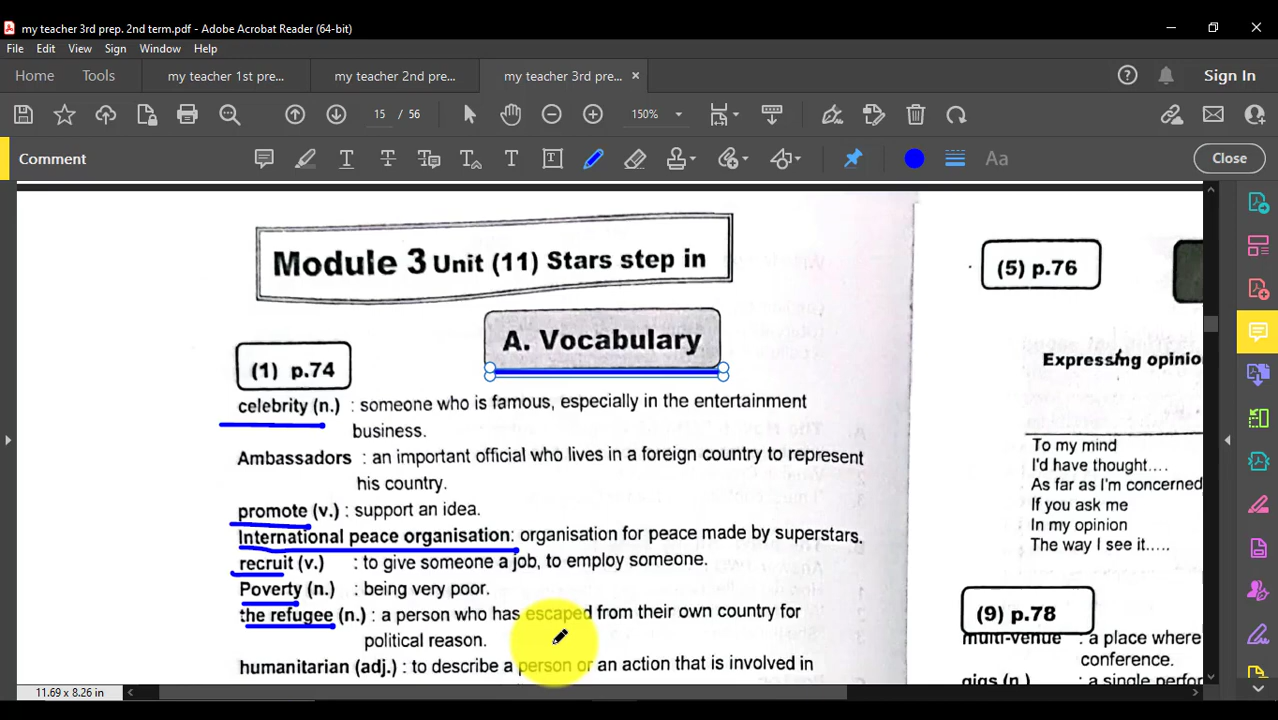 my teacher 3rd prep. 2nd term.pdf - Adobe Acrobat Reader (64-bit)
File Edit View Sign Window Help
Home Tools my teacher 1st pre... my teacher 2nd pre... my teacher 3rd pre... × Sign In
15 / 56 150%
Comment Aa Close
Module 3 Unit (11) Stars step in
A. Vocabulary
(1) p.74
celebrity (n.) : someone who is famous, especially in the entertainment
business.
Ambassadors : an important official who lives in a foreign country to represent
his country.
promote (v.) : support an idea.
International peace organisation: organisation for peace made by superstars.
recruit (v.) : to give someone a job, to employ someone.
Poverty (n.) : being very poor.
the refugee (n.) : a person who has escaped from their own country for
political reason.
humanitarian (adj.) : to describe a person or an action that is involved in
(5) p.76
Expressing opinio
To my mind
I'd have thought....
As far as I'm concerned
If you ask me
In my opinion
The way I see it.....
(9) p.78
multi-venue : a place where
conference.
gigs (n.) : a single perfor
11.69 x 8.26 in